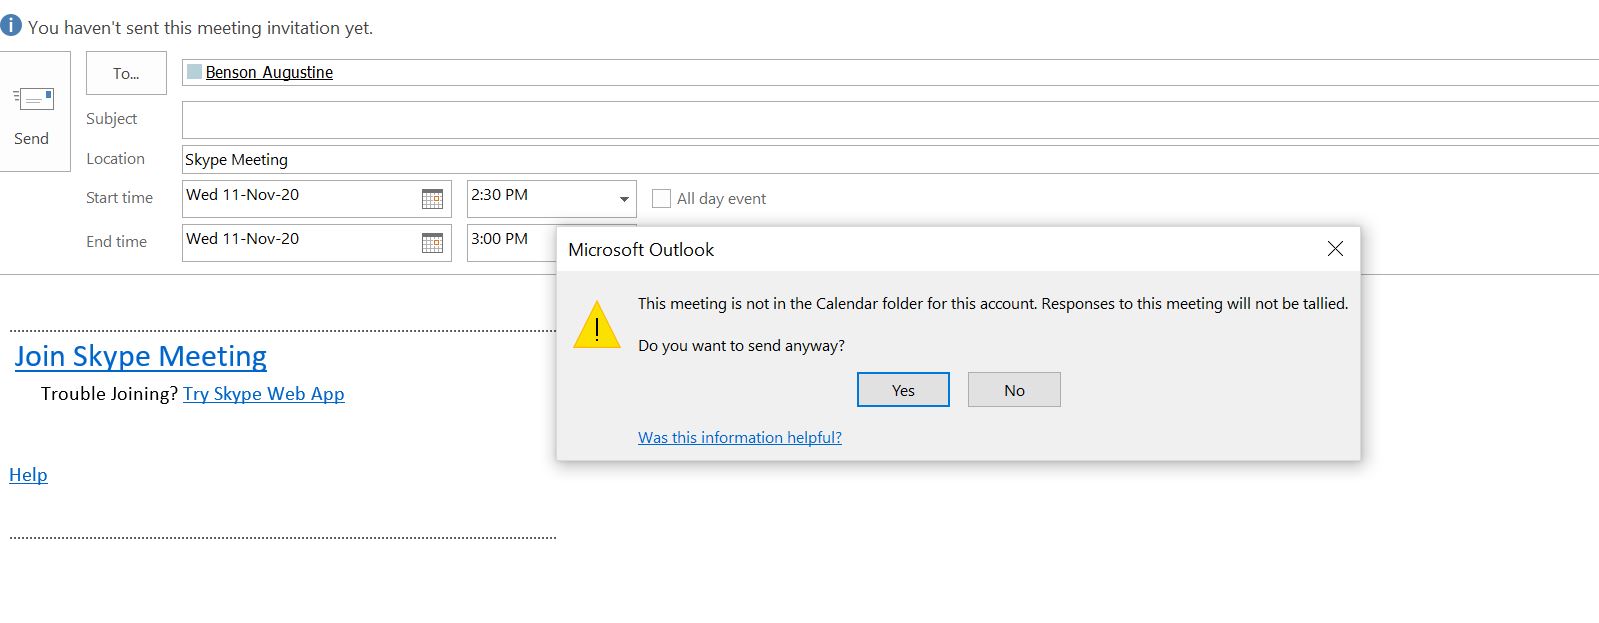 You haven't sent this meeting invitation yet.
Send
To...
Benson Augustine
Subject
Location
Skype Meeting
Start time
Wed 11-Nov-20
2:30 PM
All day event
End time
Wed 11-Nov-20
3:00 PM
Microsoft Outlook
This meeting is not in the Calendar folder for this account. Responses to this meeting will not be tallied.
Do you want to send anyway?
Yes
No
Was this information helpful?
Join Skype Meeting
Trouble Joining? Try Skype Web App
Help